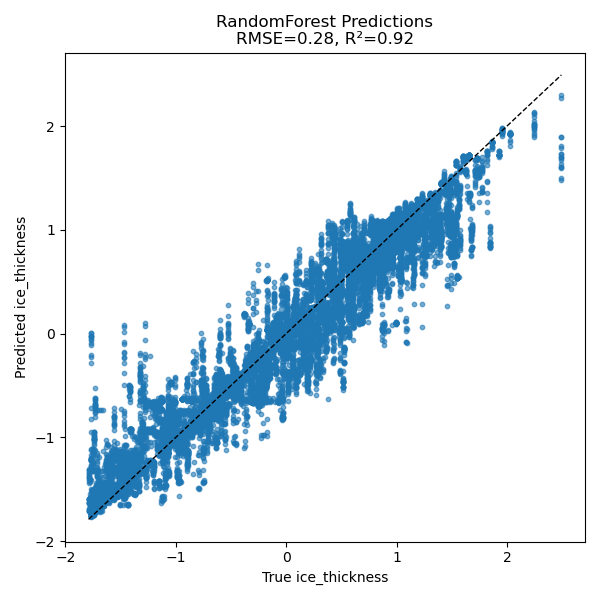 RandomForest Predictions
RMSE=0.28, R²=0.92
Predicted ice_thickness
2
1
0
−1
−2
−2
−1
0
1
2
True ice_thickness